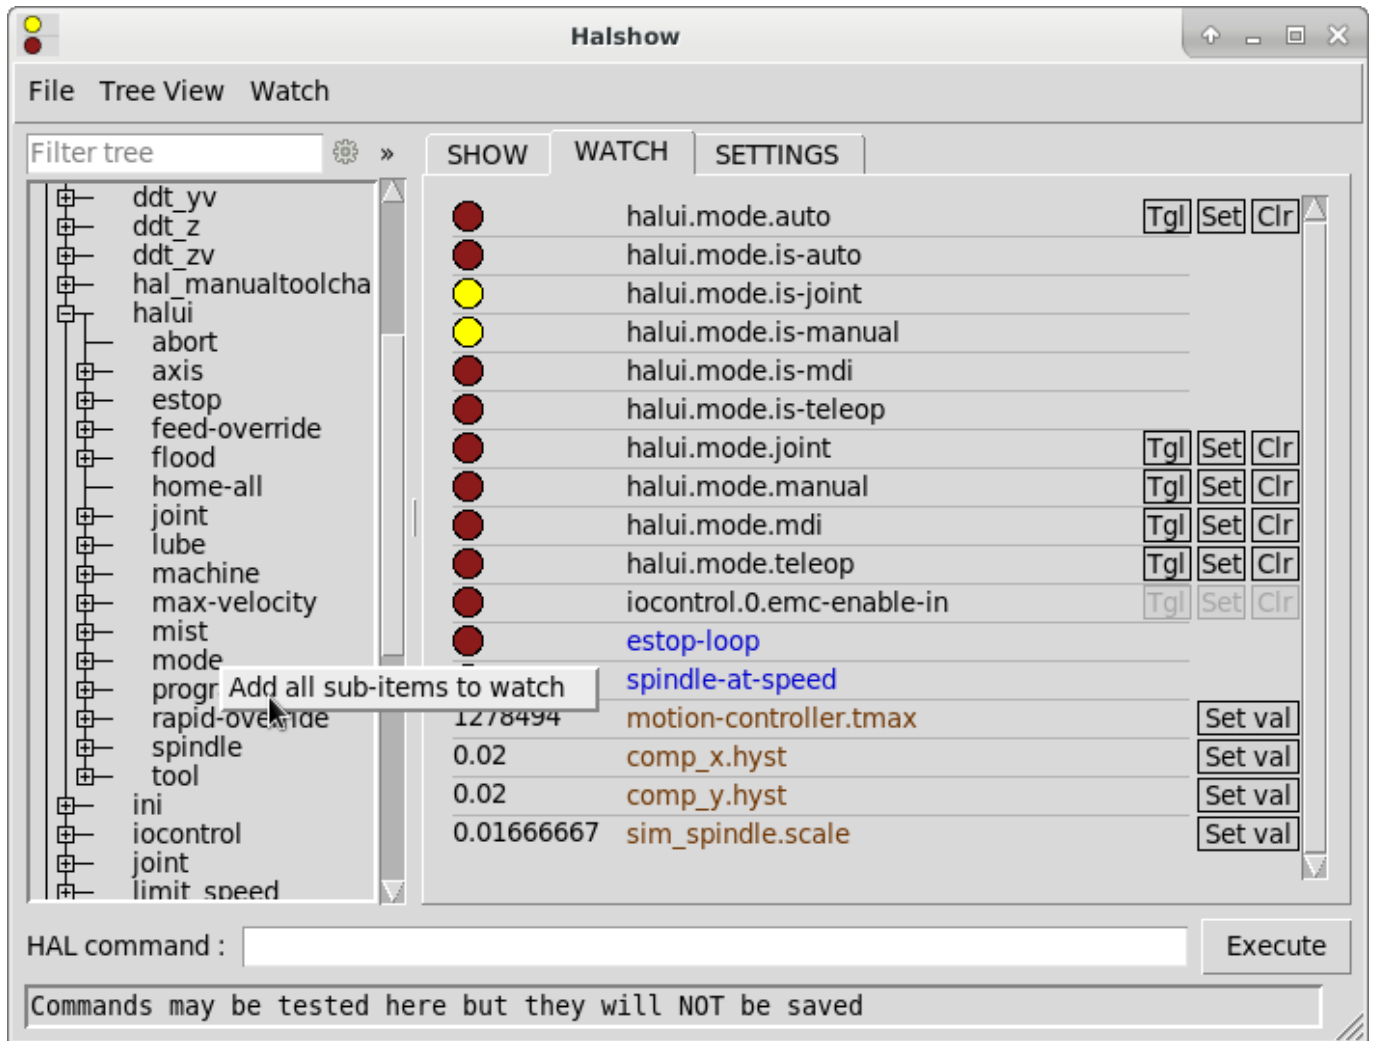 Halshow
File Tree View Watch
Filter tree »
SHOW WATCH SETTINGS
ddt_yv
ddt_z
ddt_zv
hal_manualtoolcha
halui
abort
axis
estop
feed-override
flood
home-all
joint
lube
machine
max-velocity
mist
mode
progr
rapid-override
spindle
tool
ini
iocontrol
joint
limit_speed
Add all sub-items to watch
halui.mode.auto Tgl Set Clr
halui.mode.is-auto
halui.mode.is-joint
halui.mode.is-manual
halui.mode.is-mdi
halui.mode.is-teleop
halui.mode.joint Tgl Set Clr
halui.mode.manual Tgl Set Clr
halui.mode.mdi Tgl Set Clr
halui.mode.teleop Tgl Set Clr
iocontrol.0.emc-enable-in Tgl Set Clr
estop-loop
spindle-at-speed
1278494 motion-controller.tmax Set val
0.02 comp_x.hyst Set val
0.02 comp_y.hyst Set val
0.01666667 sim_spindle.scale Set val
HAL command : Execute
Commands may be tested here but they will NOT be saved